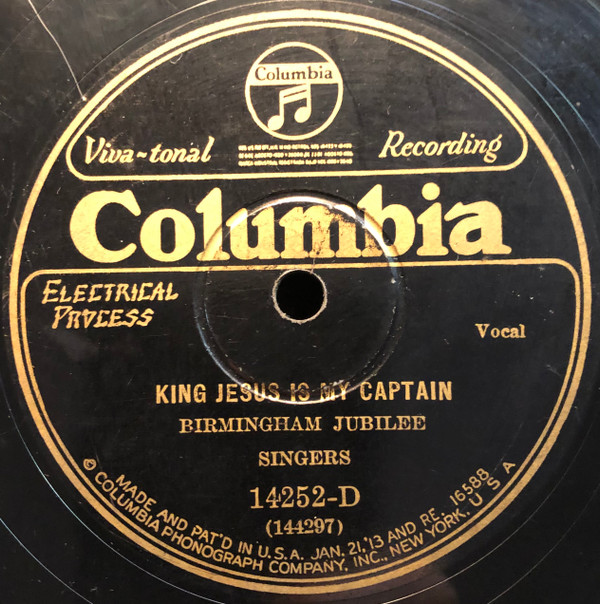 Columbia
Viva-tonal Recording
Columbia
ELECTRICAL
PROCESS
Vocal
KING JESUS IS MY CAPTAIN
BIRMINGHAM JUBILEE
SINGERS
14252-D
(144297)
MADE AND PAT'D IN U.S.A. JAN. 21,'13 AND RE. 16588
© COLUMBIA PHONOGRAPH COMPANY, INC., NEW YORK, U S A